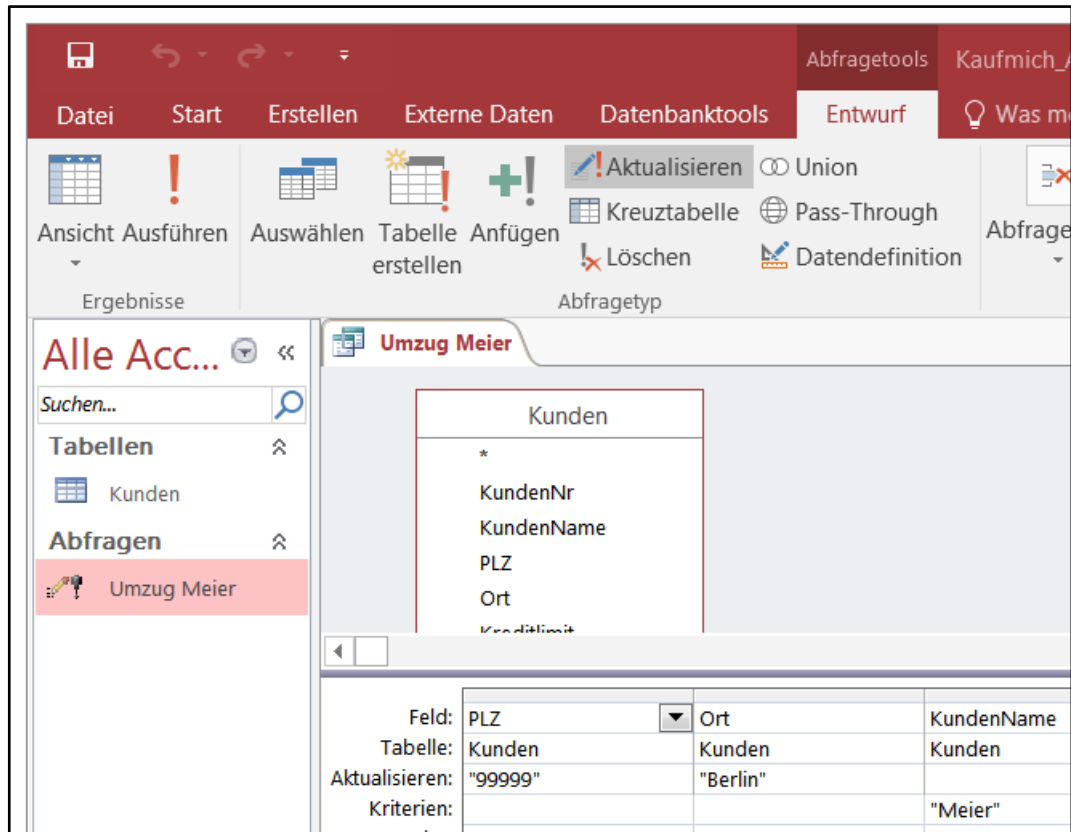 Abfragetools Kaufmich_
Datei Start Erstellen Externe Daten Datenbanktools Entwurf Was
Ansicht Ausführen Auswählen Tabelle erstellen Anfügen
Aktualisieren Union
Kreuztabelle Pass-Through
Löschen Datendefinition
Abfrage
Ergebnisse Abfragetyp
Alle Acc... «
Suchen...
Tabellen
Kunden
Abfragen
Umzug Meier
Umzug Meier
Kunden
*
KundenNr
KundenName
PLZ
Ort
Kreditlimit
Feld: PLZ Ort KundenName
Tabelle: Kunden Kunden Kunden
Aktualisieren: "99999" "Berlin"
Kriterien: "Meier"